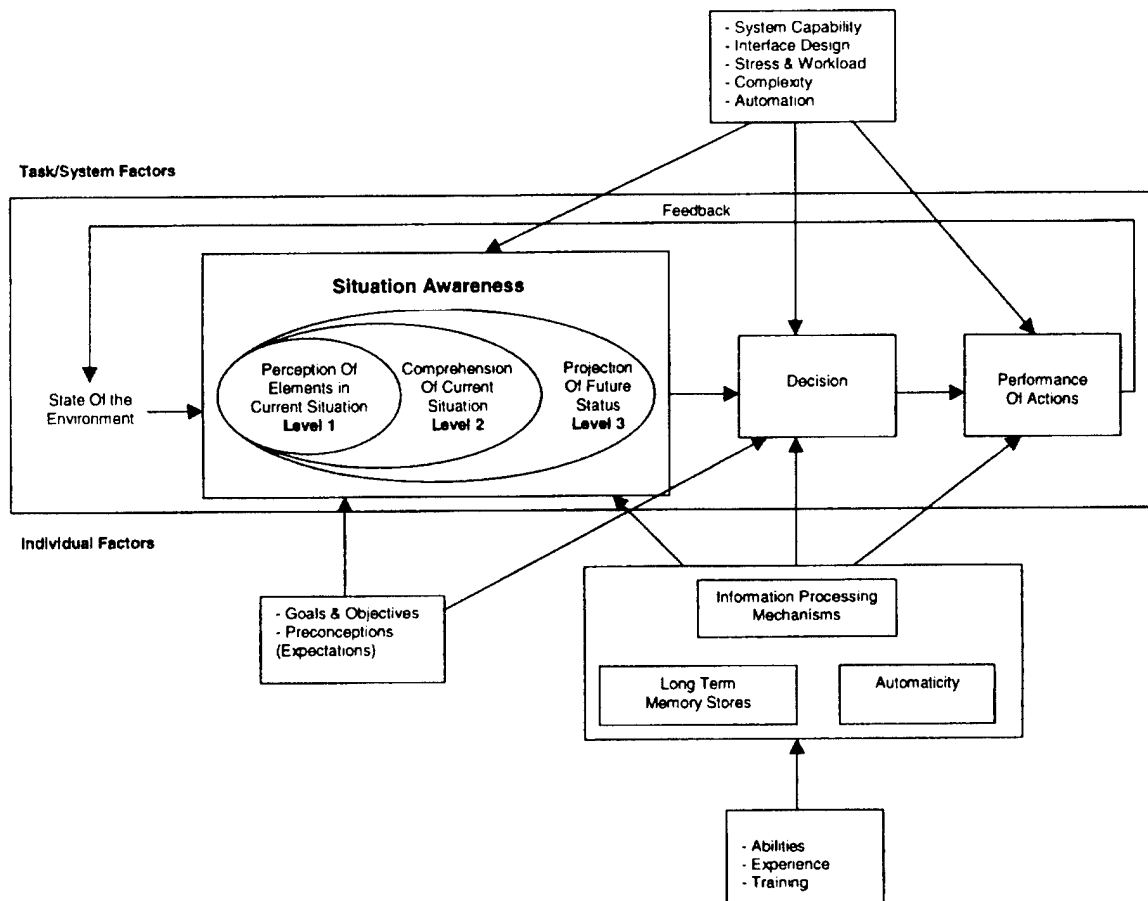 - System Capability
- Interface Design
- Stress & Workload
- Complexity
- Automation
Task/System Factors
Feedback
Situation Awareness
Perception Of
Elements in
Current Situation
Level 1
Comprehension
Of Current
Situation
Level 2
Projection
Of Future
Status
Level 3
State Of the
Environment
Decision
Performance
Of Actions
Individual Factors
- Goals & Objectives
- Preconceptions
(Expectations)
Information Processing
Mechanisms
Long Term
Memory Stores
Automaticity
- Abilities
- Experience
- Training